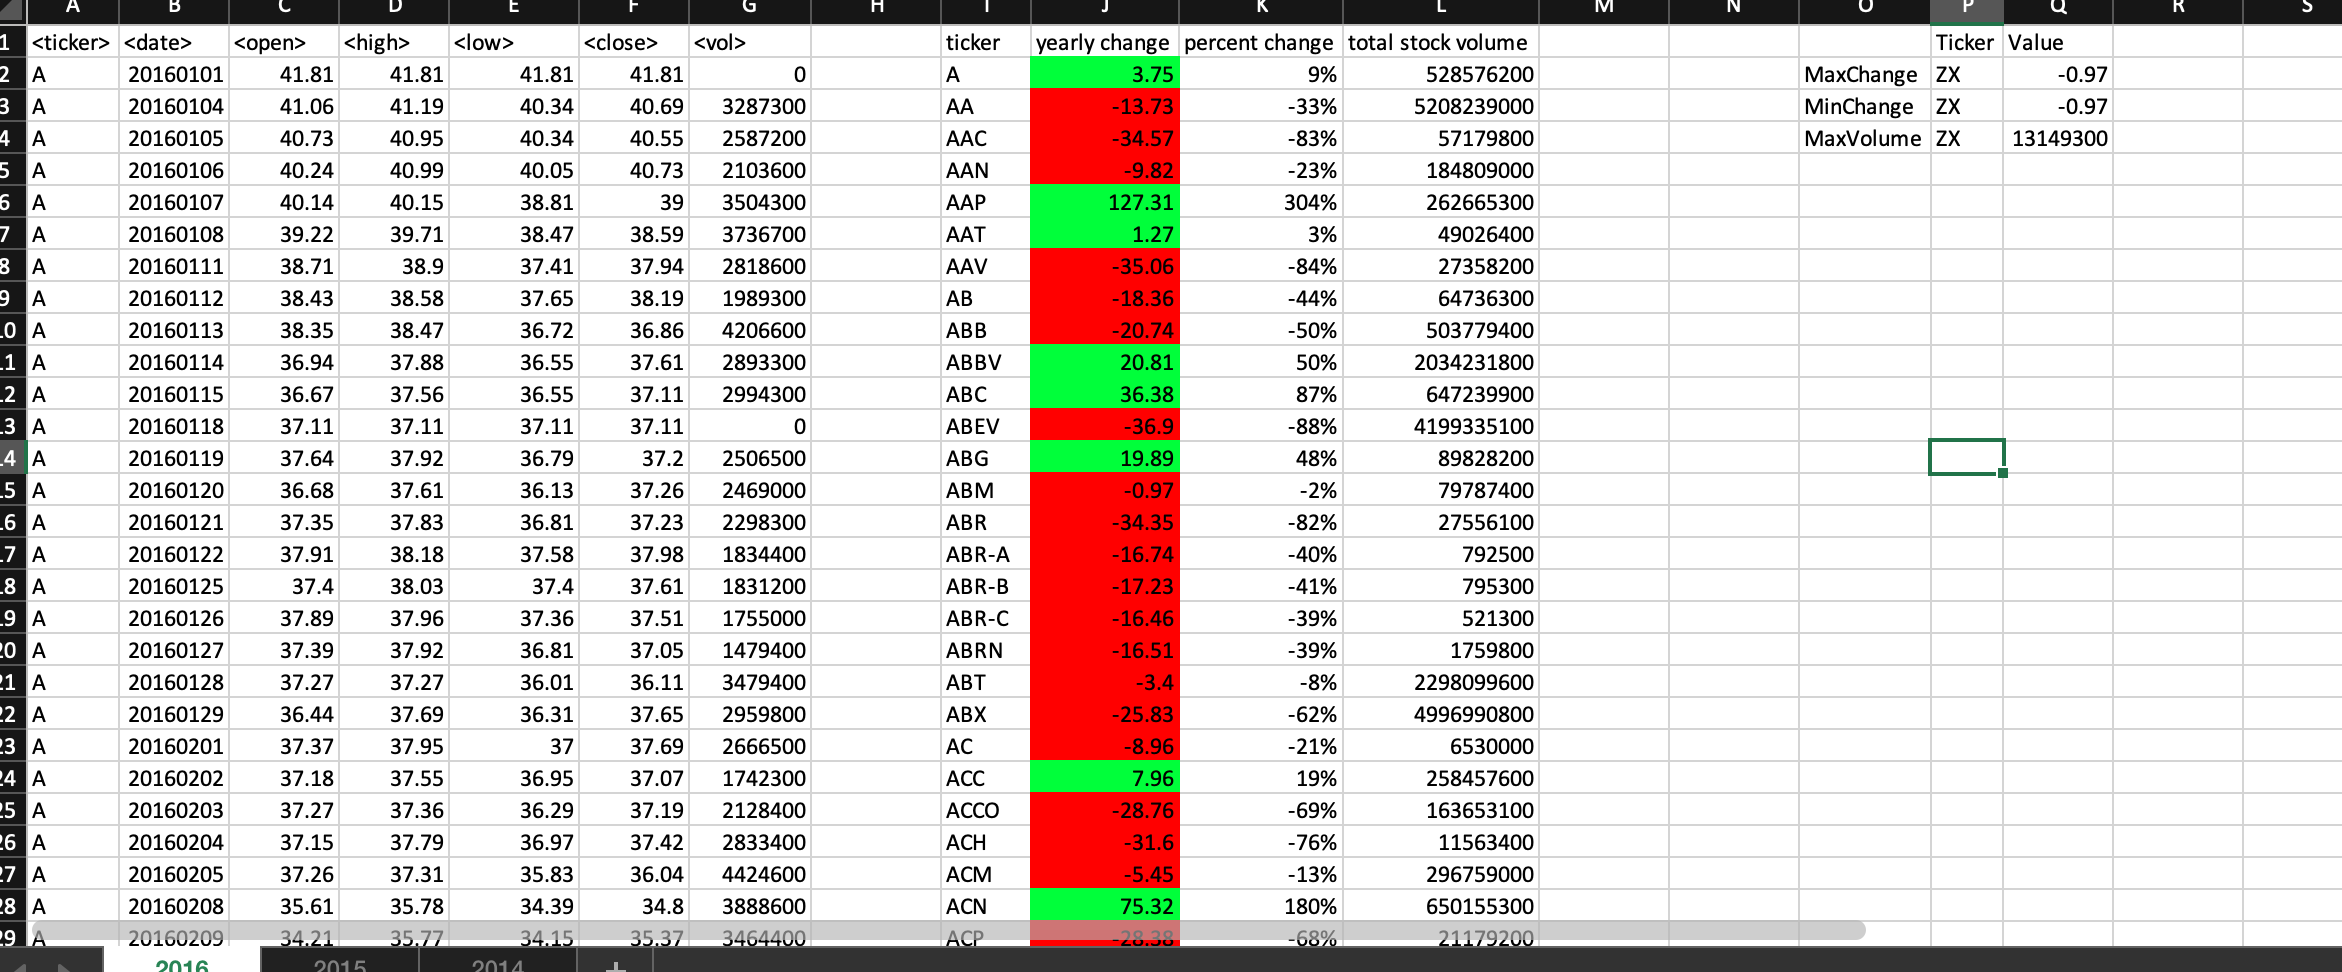 A B C D E F G H I J K L M N O P Q R S
1 <ticker> <date> <open> <high> <low> <close> <vol> ticker yearly change percent change total stock volume Ticker Value
2 A 20160101 41.81 41.81 41.81 41.81 0 A 3.75 9% 528576200 MaxChange ZX -0.97
3 A 20160104 41.06 41.19 40.34 40.69 3287300 AA -13.73 -33% 5208239000 MinChange ZX -0.97
4 A 20160105 40.73 40.95 40.34 40.55 2587200 AAC -34.57 -83% 57179800 MaxVolume ZX 13149300
5 A 20160106 40.24 40.99 40.05 40.73 2103600 AAN -9.82 -23% 184809000
6 A 20160107 40.14 40.15 38.81 39 3504300 AAP 127.31 304% 262665300
7 A 20160108 39.22 39.71 38.47 38.59 3736700 AAT 1.27 3% 49026400
8 A 20160111 38.71 38.9 37.41 37.94 2818600 AAV -35.06 -84% 27358200
9 A 20160112 38.43 38.58 37.65 38.19 1989300 AB -18.36 -44% 64736300
10 A 20160113 38.35 38.47 36.72 36.86 4206600 ABB -20.74 -50% 503779400
11 A 20160114 36.94 37.88 36.55 37.61 2893300 ABBV 20.81 50% 2034231800
12 A 20160115 36.67 37.56 36.55 37.11 2994300 ABC 36.38 87% 647239900
13 A 20160118 37.11 37.11 37.11 37.11 0 ABEV -36.9 -88% 4199335100
14 A 20160119 37.64 37.92 36.79 37.2 2506500 ABG 19.89 48% 89828200
15 A 20160120 36.68 37.61 36.13 37.26 2469000 ABM -0.97 -2% 79787400
16 A 20160121 37.35 37.83 36.81 37.23 2298300 ABR -34.35 -82% 27556100
17 A 20160122 37.91 38.18 37.58 37.98 1834400 ABR-A -16.74 -40% 792500
18 A 20160125 37.4 38.03 37.4 37.61 1831200 ABR-B -17.23 -41% 795300
19 A 20160126 37.89 37.96 37.36 37.51 1755000 ABR-C -16.46 -39% 521300
20 A 20160127 37.39 37.92 36.81 37.05 1479400 ABRN -16.51 -39% 1759800
21 A 20160128 37.27 37.27 36.01 36.11 3479400 ABT -3.4 -8% 2298099600
22 A 20160129 36.44 37.69 36.31 37.65 2959800 ABX -25.83 -62% 4996990800
23 A 20160201 37.37 37.95 37 37.69 2666500 AC -8.96 -21% 6530000
24 A 20160202 37.18 37.55 36.95 37.07 1742300 ACC 7.96 19% 258457600
25 A 20160203 37.27 37.36 36.29 37.19 2128400 ACCO -28.76 -69% 163653100
26 A 20160204 37.15 37.79 36.97 37.42 2833400 ACH -31.6 -76% 11563400
27 A 20160205 37.26 37.31 35.83 36.04 4424600 ACM -5.45 -13% 296759000
28 A 20160208 35.61 35.78 34.39 34.8 3888600 ACN 75.32 180% 650155300
29 A 20160209 34.21 35.77 34.15 35.37 3464400 ACP -28.38 -68% 21179200
2016 2015 2014 +